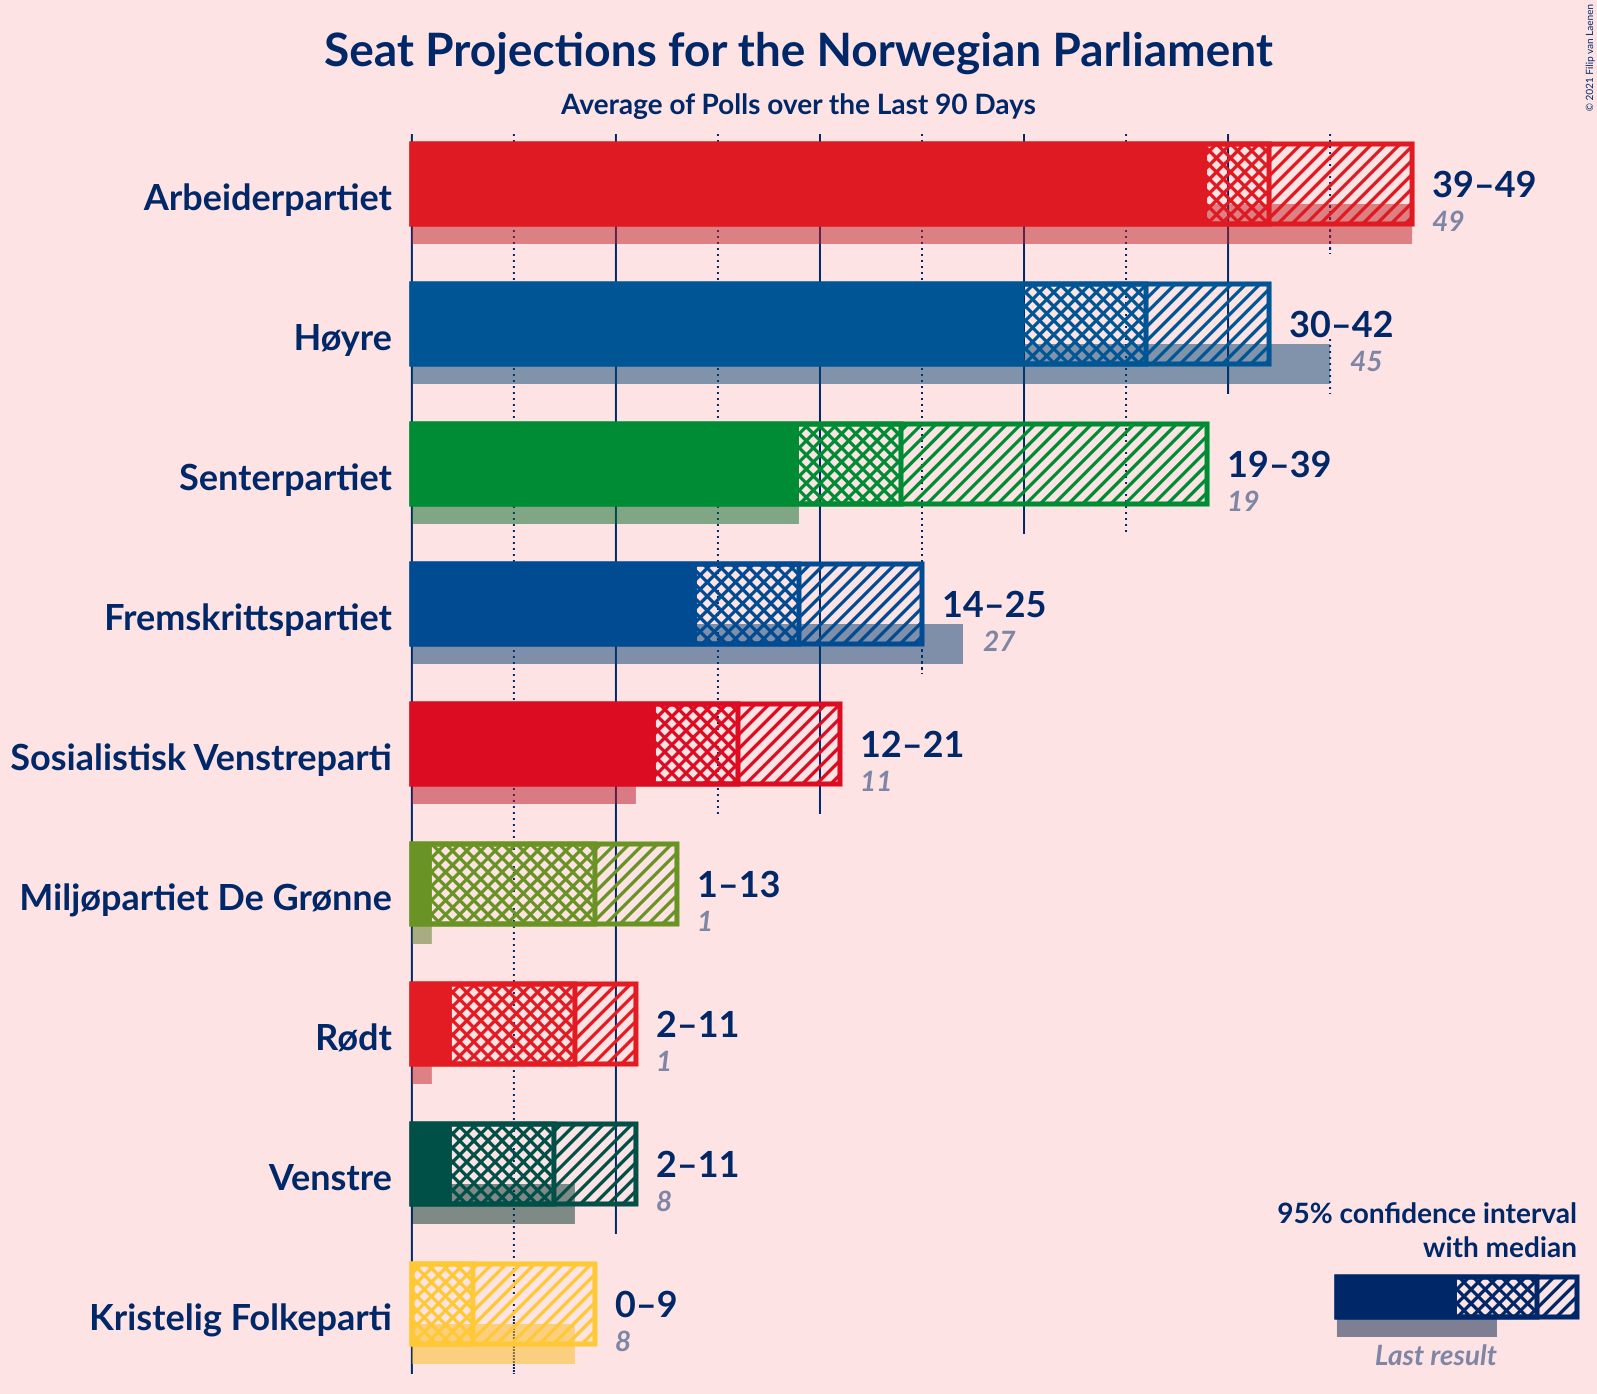 Seat Projections for the Norwegian Parliament
Average of Polls over the Last 90 Days
© 2021 Filip van Laenen
Arbeiderpartiet
39–49
49
Høyre
30–42
45
Senterpartiet
19–39
19
Fremskrittspartiet
14–25
27
Sosialistisk Venstreparti
12–21
11
Miljøpartiet De Grønne
1–13
1
Rødt
2–11
1
Venstre
2–11
8
Kristelig Folkeparti
0–9
8
95% confidence interval
with median
Last result